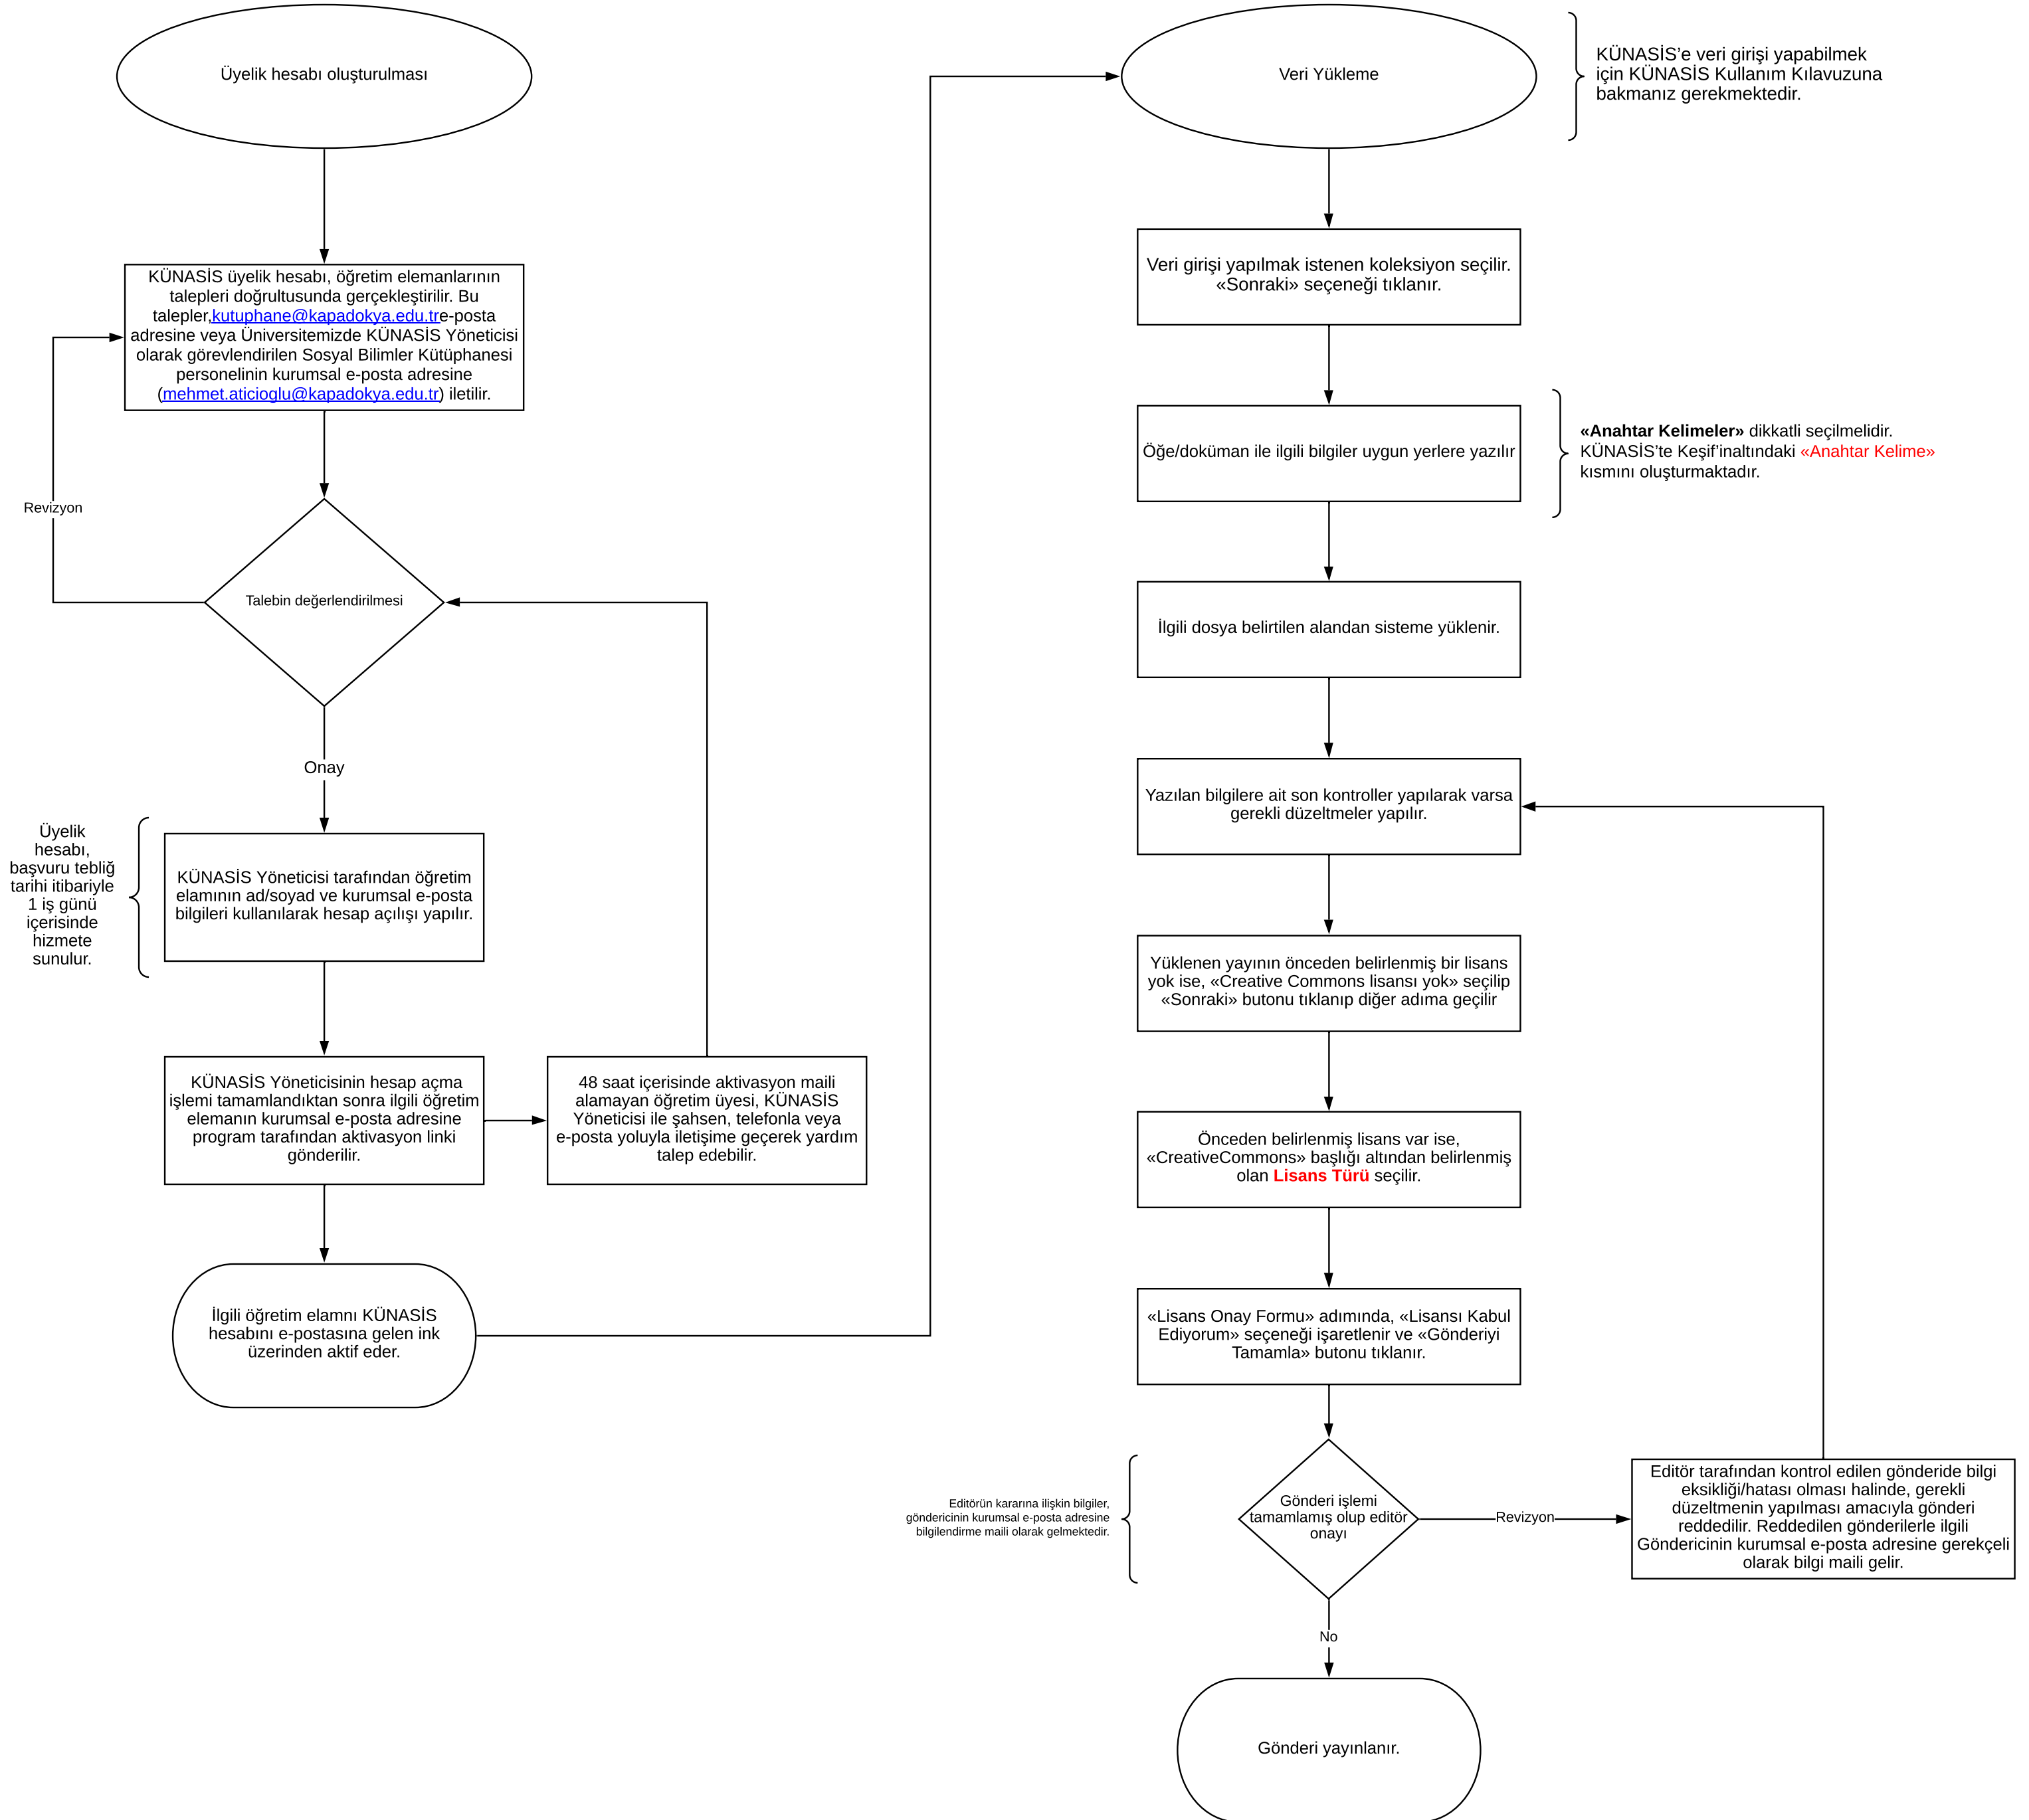 Üyelik hesabı oluşturulması
KÜNASİS üyelik hesabı, öğretim elemanlarının
talepleri doğrultusunda gerçekleştirilir. Bu
talepler,kutuphane@kapadokya.edu.tre-posta
adresine veya Üniversitemizde KÜNASİS Yöneticisi
olarak görevlendirilen Sosyal Bilimler Kütüphanesi
personelinin kurumsal e-posta adresine
(mehmet.aticioglu@kapadokya.edu.tr) iletilir.
Revizyon
Talebin değerlendirilmesi
Onay
Üyelik
hesabı,
başvuru tebliğ
tarihi itibariyle
1 iş günü
içerisinde
hizmete
sunulur.
KÜNASİS Yöneticisi tarafından öğretim
elamının ad/soyad ve kurumsal e-posta
bilgileri kullanılarak hesap açılışı yapılır.
KÜNASİS Yöneticisinin hesap açma
işlemi tamamlandıktan sonra ilgili öğretim
elemanın kurumsal e-posta adresine
program tarafından aktivasyon linki
gönderilir.
48 saat içerisinde aktivasyon maili
alamayan öğretim üyesi, KÜNASİS
Yöneticisi ile şahsen, telefonla veya
e-posta yoluyla iletişime geçerek yardım
talep edebilir.
İlgili öğretim elamnı KÜNASİS
hesabını e-postasına gelen ink
üzerinden aktif eder.
Veri Yükleme
KÜNASİS’e veri girişi yapabilmek
için KÜNASİS Kullanım Kılavuzuna
bakmanız gerekmektedir.
Veri girişi yapılmak istenen koleksiyon seçilir.
«Sonraki» seçeneği tıklanır.
Öğe/doküman ile ilgili bilgiler uygun yerlere yazılır
«Anahtar Kelimeler» dikkatli seçilmelidir.
KÜNASİS’te Keşif’inaltındaki «Anahtar Kelime»
kısmını oluşturmaktadır.
İlgili dosya belirtilen alandan sisteme yüklenir.
Yazılan bilgilere ait son kontroller yapılarak varsa
gerekli düzeltmeler yapılır.
Yüklenen yayının önceden belirlenmiş bir lisans
yok ise, «Creative Commons lisansı yok» seçilip
«Sonraki» butonu tıklanıp diğer adıma geçilir
Önceden belirlenmiş lisans var ise,
«CreativeCommons» başlığı altından belirlenmiş
olan Lisans Türü seçilir.
«Lisans Onay Formu» adımında, «Lisansı Kabul
Ediyorum» seçeneği işaretlenir ve «Gönderiyi
Tamamla» butonu tıklanır.
Editörün kararına ilişkin bilgiler,
göndericinin kurumsal e-posta adresine
bilgilendirme maili olarak gelmektedir.
Gönderi işlemi
tamamlamış olup editör
onayı
Revizyon
Editör tarafından kontrol edilen gönderide bilgi
eksikliği/hatası olması halinde, gerekli
düzeltmenin yapılması amacıyla gönderi
reddedilir. Reddedilen gönderilerle ilgili
Göndericinin kurumsal e-posta adresine gerekçeli
olarak bilgi maili gelir.
No
Gönderi yayınlanır.